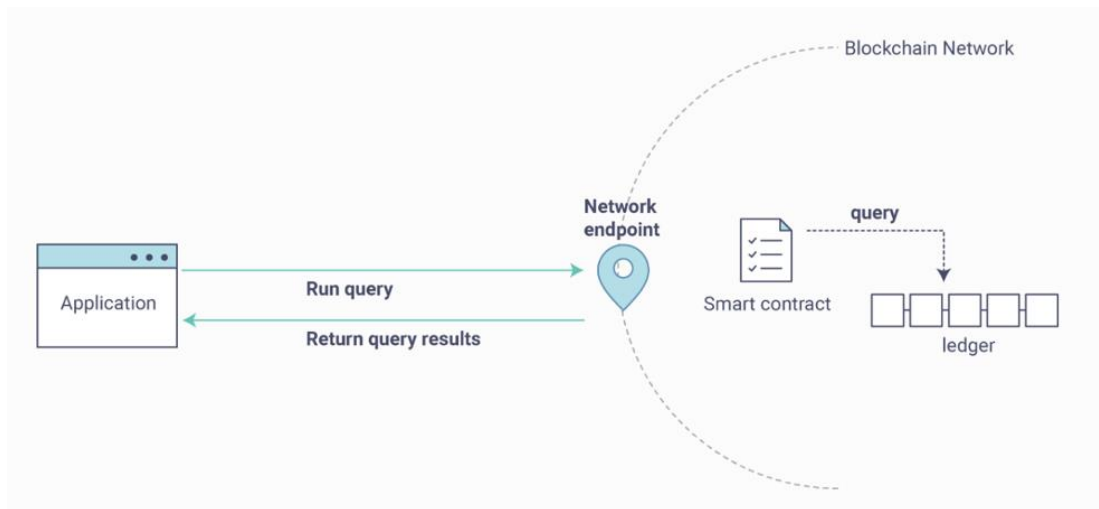 Blockchain Network
Network
endpoint
query
Application
Run query
Smart contract
Return query results
ledger